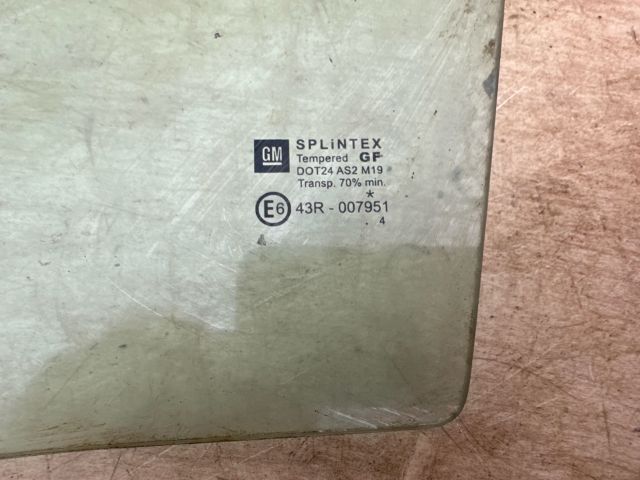 GM SPLiNTEX
Tempered GF
DOT24 AS2 M19
Transp. 70% min.
*
E6 43R - 007951
. 4